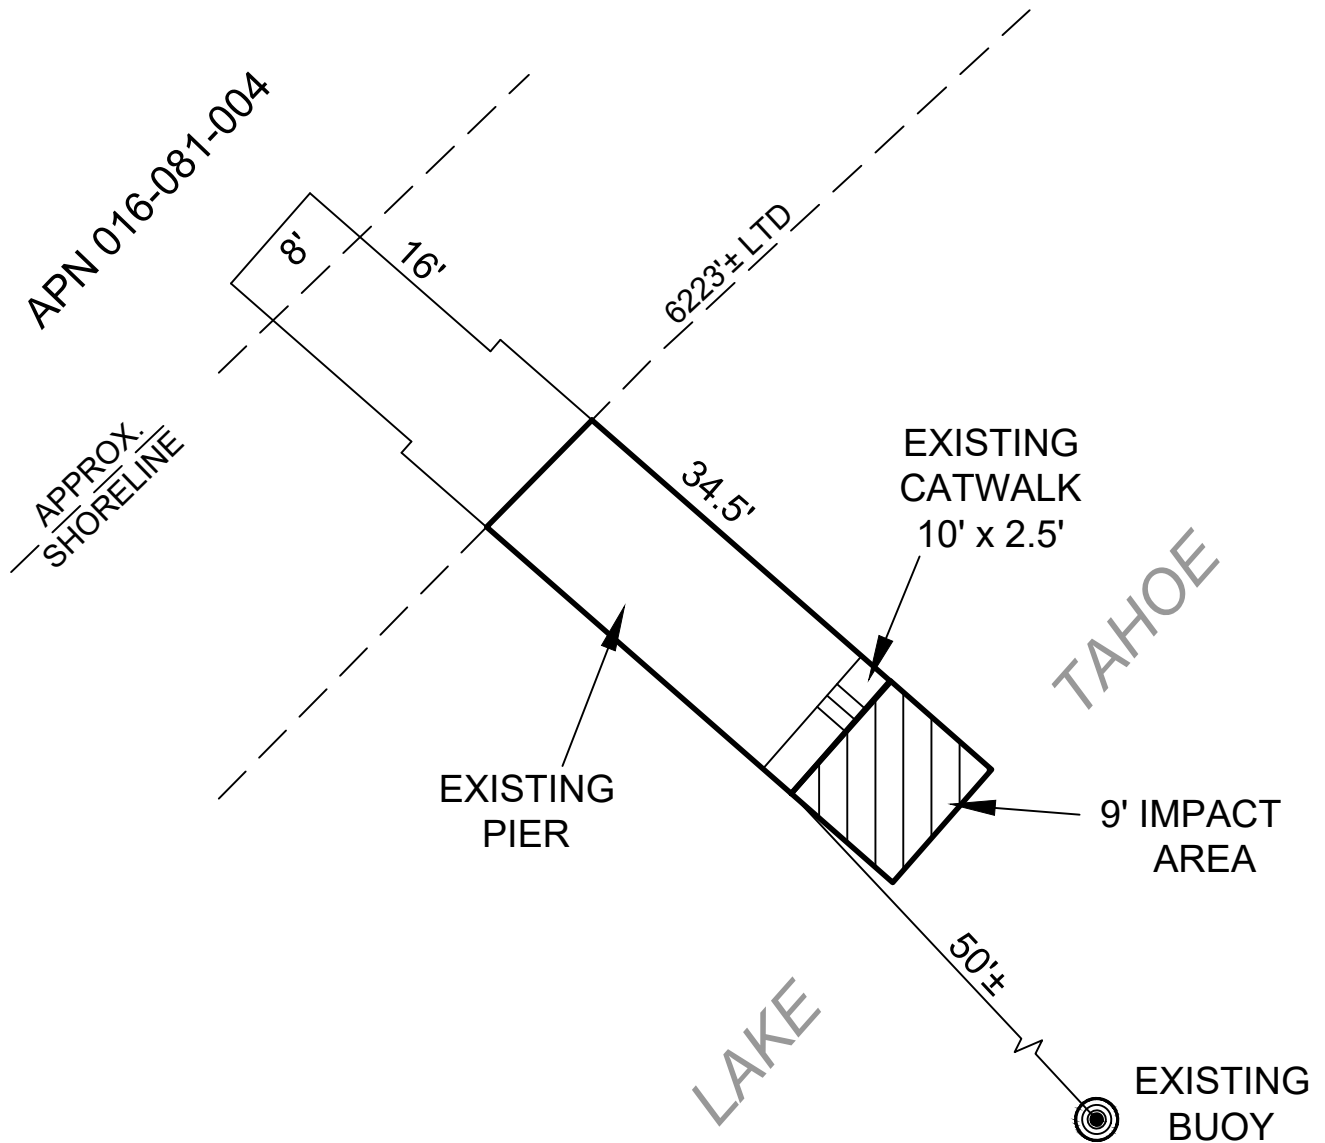 APN 016-081-004
8'
16'
6223'± LTD
APPROX.
SHORELINE
34.5'
EXISTING
CATWALK
10' x 2.5'
TAHOE
EXISTING
PIER
9' IMPACT
AREA
50'±
LAKE
EXISTING
BUOY